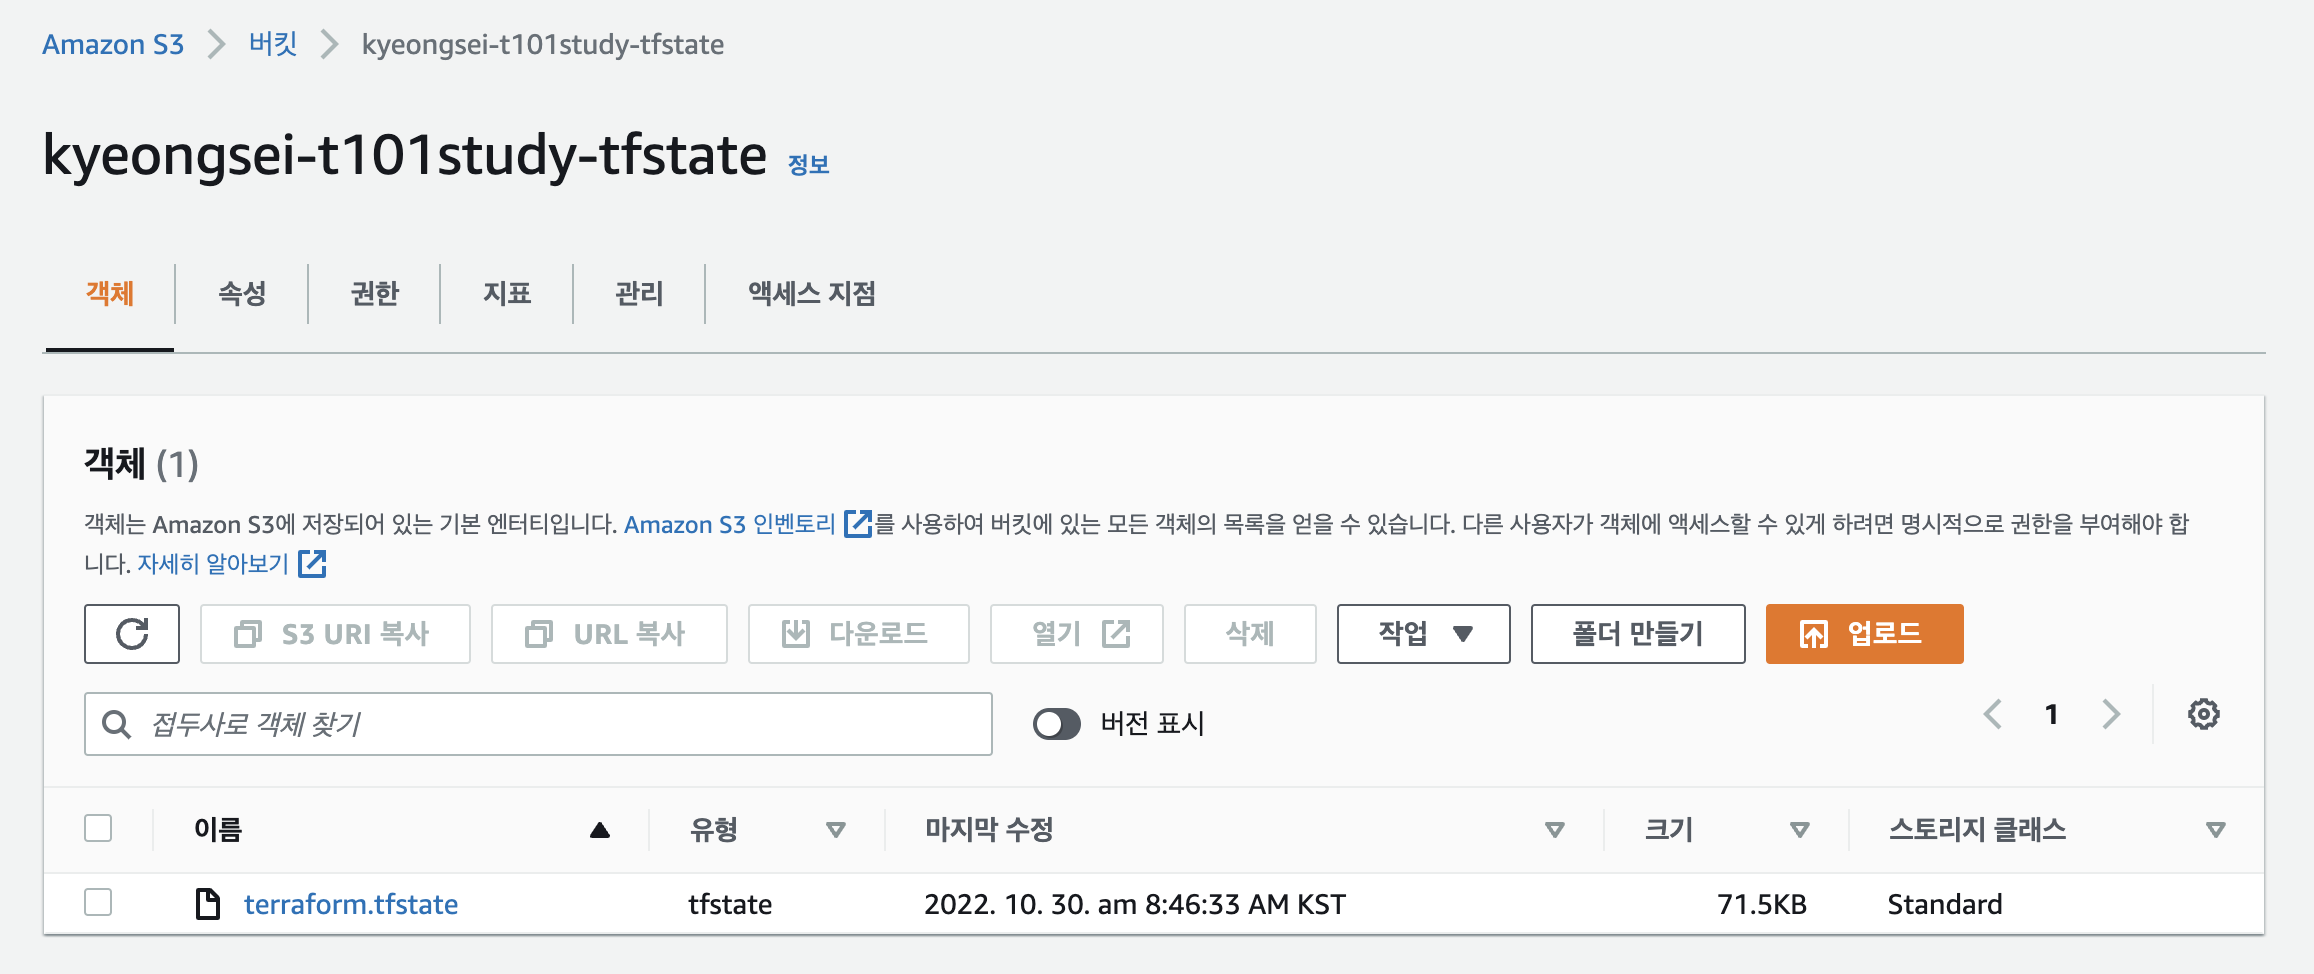 Amazon S3 버킷 kyeongsei-t101study-tfstate
kyeongsei-t101study-tfstate 정보
객체 속성 권한 지표 관리 액세스 지점
객체 (1)
객체는 Amazon S3에 저장되어 있는 기본 엔터티입니다. Amazon S3 인벤토리 를 사용하여 버킷에 있는 모든 객체의 목록을 얻을 수 있습니다. 다른 사용자가 객체에 액세스할 수 있게 하려면 명시적으로 권한을 부여해야 합
니다. 자세히 알아보기
S3 URI 복사 URL 복사 다운로드 열기 삭제 작업 폴더 만들기 업로드
접두사로 객체 찾기 버전 표시 1
이름 유형 마지막 수정 크기 스토리지 클래스
terraform.tfstate tfstate 2022. 10. 30. am 8:46:33 AM KST 71.5KB Standard